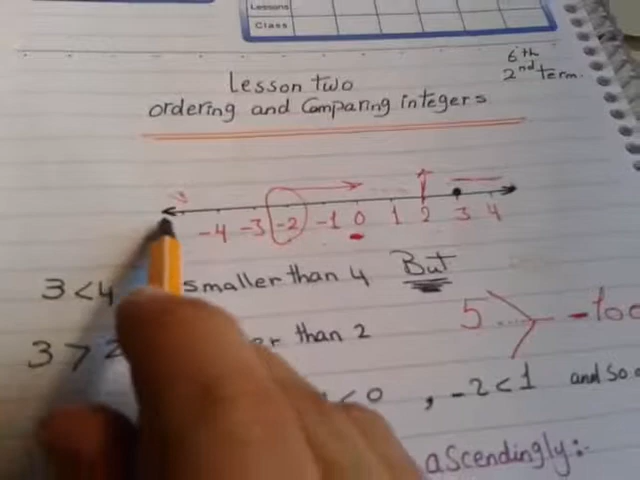 Lessons
Class
6th
2nd term.
Lesson two
ordering and Comparing integers
-4 -3 -2 -1 0 1 2 3 4
3<4 smaller than 4 But
5 > -100
3 > than 2
<0 , -2<1 and so
ascendingly:-